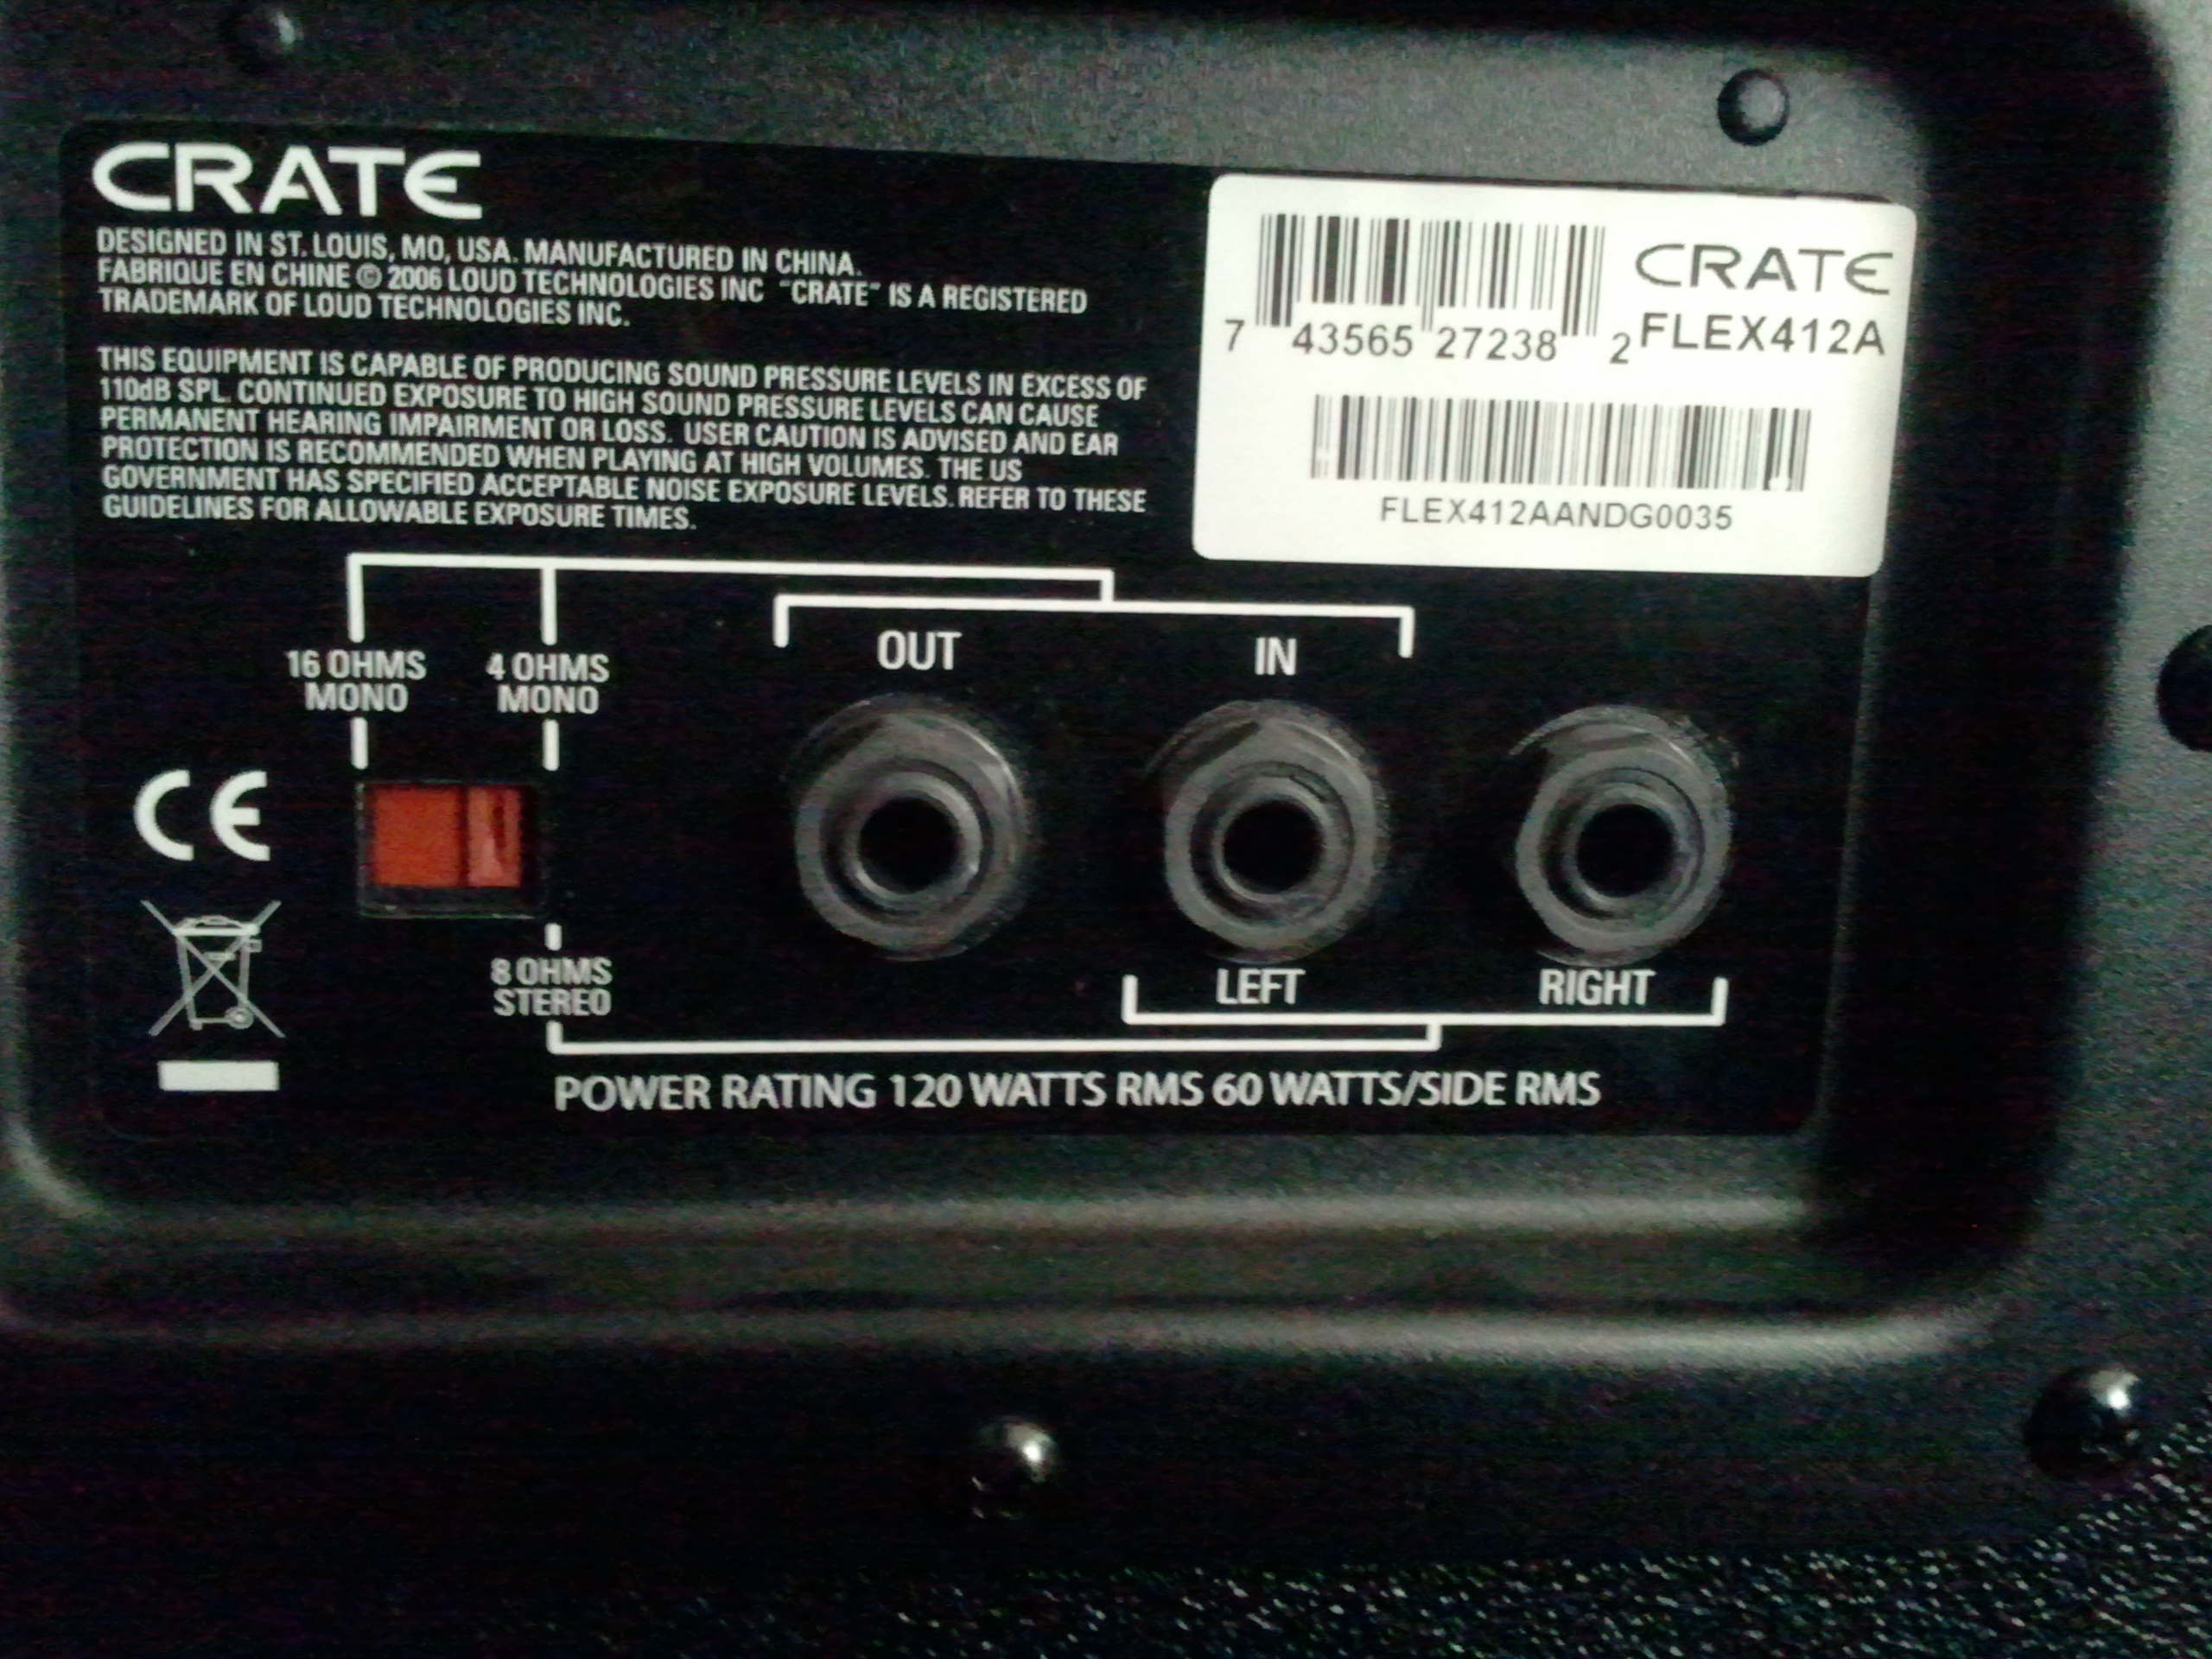 CRATE
DESIGNED IN ST. LOUIS, MO, USA. MANUFACTURED IN CHINA.
FABRIQUE EN CHINE © 2006 LOUD TECHNOLOGIES INC "CRATE" IS A REGISTERED
TRADEMARK OF LOUD TECHNOLOGIES INC.
THIS EQUIPMENT IS CAPABLE OF PRODUCING SOUND PRESSURE LEVELS IN EXCESS OF
110dB SPL. CONTINUED EXPOSURE TO HIGH SOUND PRESSURE LEVELS CAN CAUSE
PERMANENT HEARING IMPAIRMENT OR LOSS. USER CAUTION IS ADVISED AND EAR
PROTECTION IS RECOMMENDED WHEN PLAYING AT HIGH VOLUMES. THE US
GOVERNMENT HAS SPECIFIED ACCEPTABLE NOISE EXPOSURE LEVELS. REFER TO THESE
GUIDELINES FOR ALLOWABLE EXPOSURE TIMES.
CRATE
7 43565 27238 2 FLEX412A
FLEX412AANDG0035
OUT IN
16 OHMS 4 OHMS
MONO MONO
CE
8 OHMS
STEREO
LEFT RIGHT
POWER RATING 120 WATTS RMS 60 WATTS/SIDE RMS